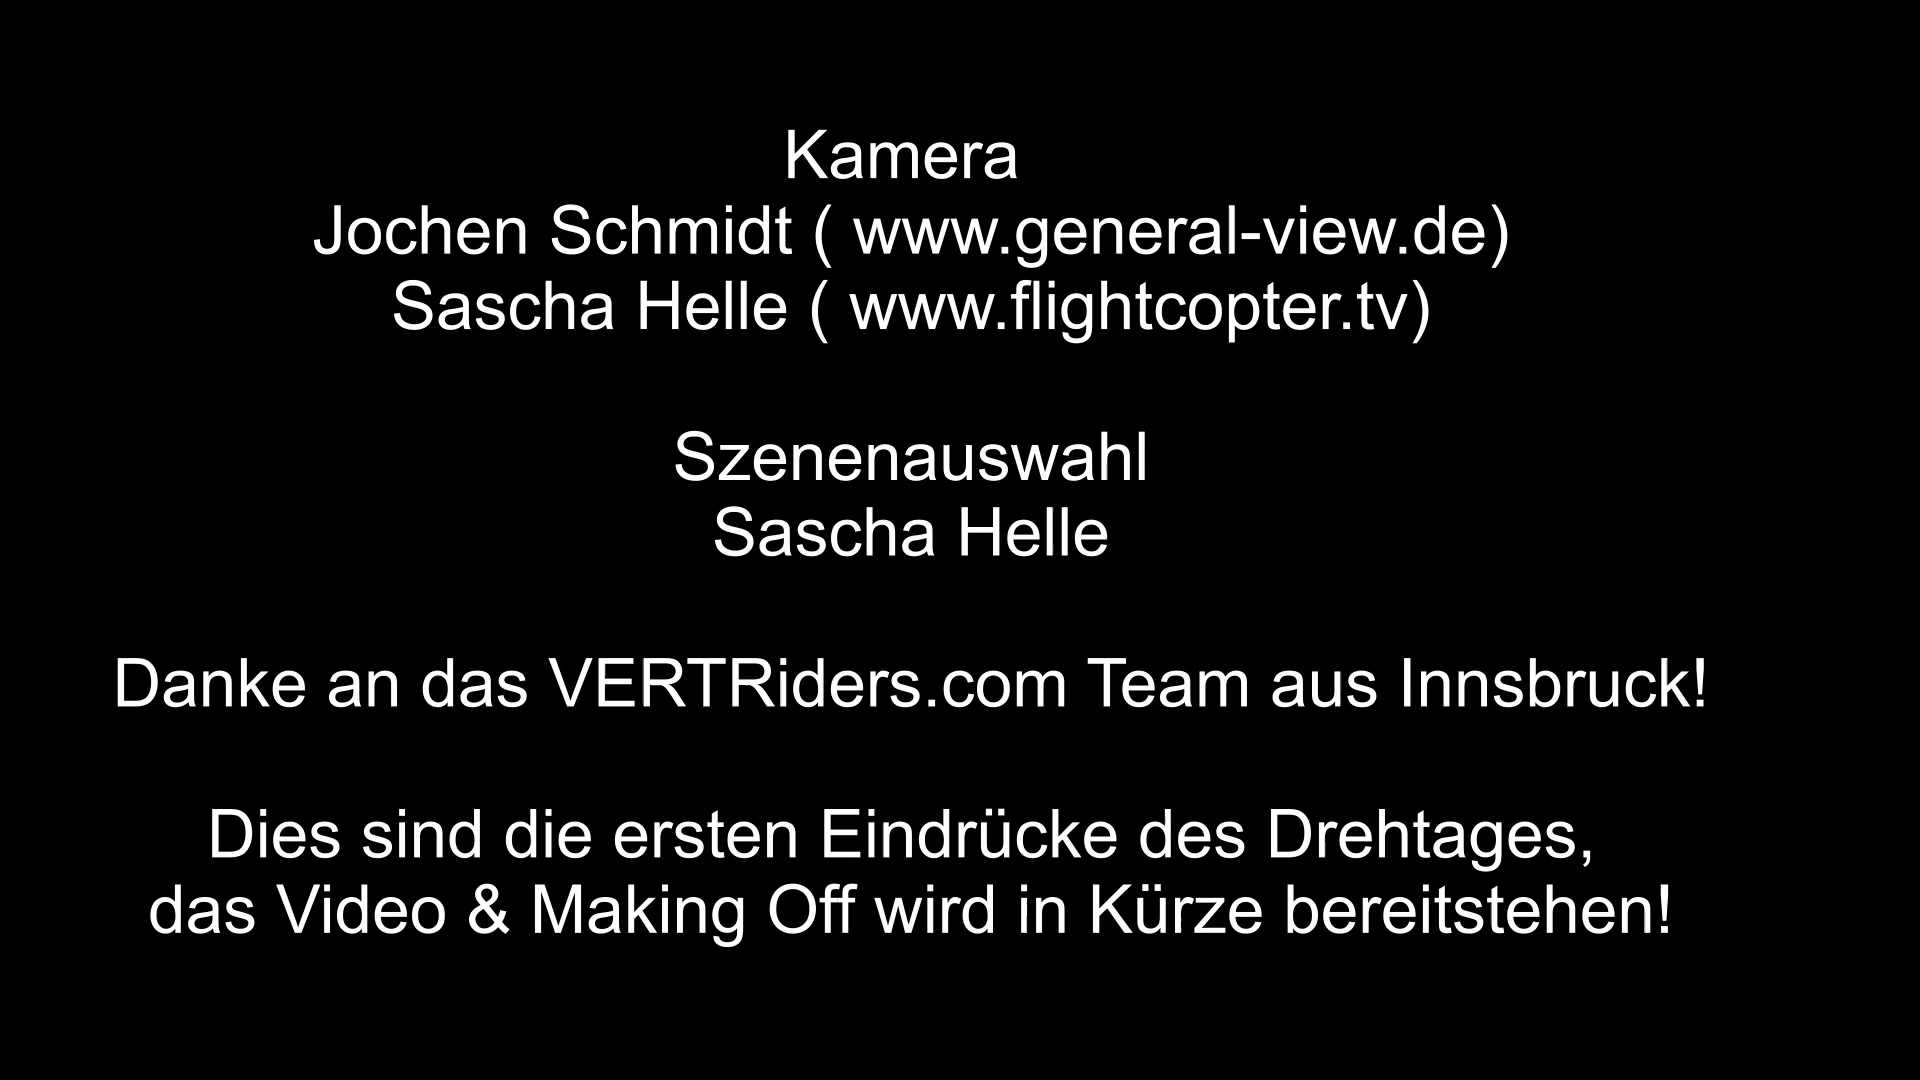 Kamera
Jochen Schmidt ( www.general-view.de)
Sascha Helle ( www.flightcopter.tv)
Szenenauswahl
Sascha Helle
Danke an das VERTRiders.com Team aus Innsbruck!
Dies sind die ersten Eindrücke des Drehtages,
das Video & Making Off wird in Kürze bereitstehen!